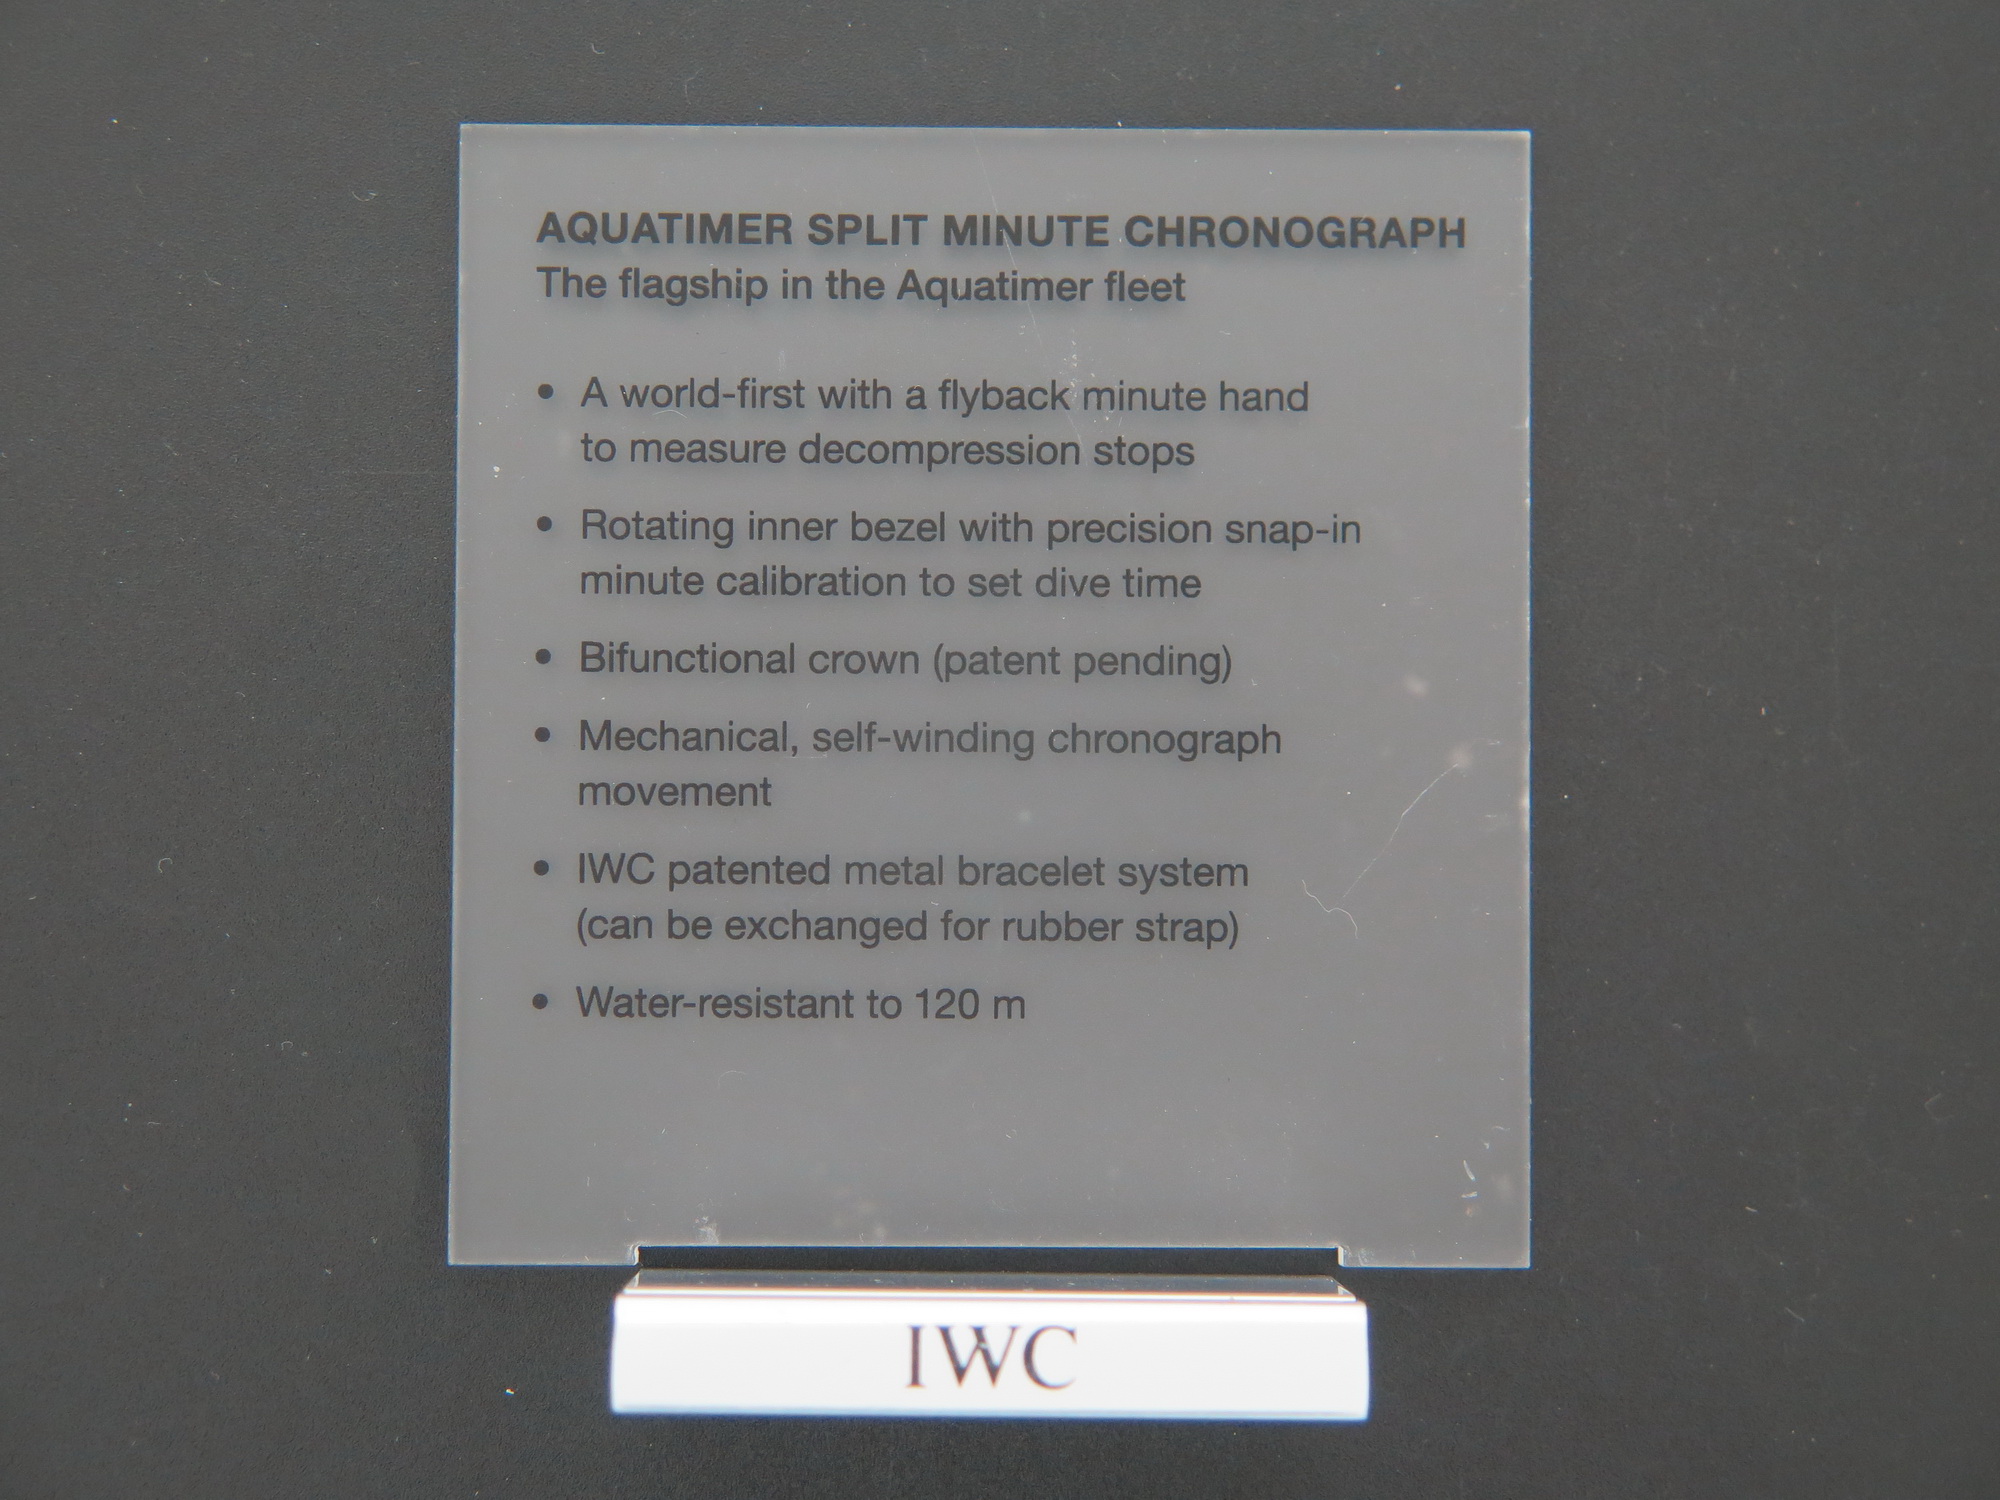 AQUATIMER SPLIT MINUTE CHRONOGRAPH
The flagship in the Aquatimer fleet
• A world-first with a flyback minute hand
to measure decompression stops
• Rotating inner bezel with precision snap-in
minute calibration to set dive time
• Bifunctional crown (patent pending)
• Mechanical, self-winding chronograph
movement
• IWC patented metal bracelet system
(can be exchanged for rubber strap)
• Water-resistant to 120 m
IWC